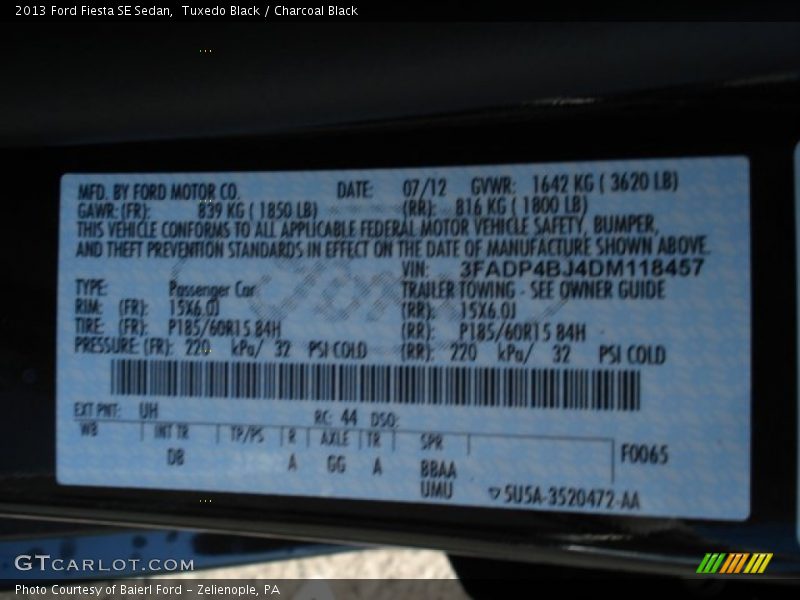 2013 Ford Fiesta SE Sedan, Tuxedo Black / Charcoal Black
MFD. BY FORD MOTOR CO. DATE: 07/12 GVWR: 1642 KG ( 3620 LB)
GAWR: (FR): 839 KG ( 1850 LB) (RR): 816 KG ( 1800 LB)
THIS VEHICLE CONFORMS TO ALL APPLICABLE FEDERAL MOTOR VEHICLE SAFETY, BUMPER,
AND THEFT PREVENTION STANDARDS IN EFFECT ON THE DATE OF MANUFACTURE SHOWN ABOVE.
VIN: 3FADP4BJ4DM118457
TYPE: Passenger Car TRAILER TOWING - SEE OWNER GUIDE
RIM: (FR): 15X6.0J (RR): 15X6.0J
TIRE: (FR): P185/60R15 84H (RR): P185/60R15 84H
PRESSURE: (FR): 220 kPa/ 32 PSI COLD (RR): 220 kPa/ 32 PSI COLD
EXT PNT: UH RC: 44 DSO:
WB INT TR TP/PS R AXLE TR SPR F0065
DB A GG A BBAA
UMU 5U5A-3520472-AA
GTCARLOT.COM
Photo Courtesy of Baierl Ford - Zelienople, PA